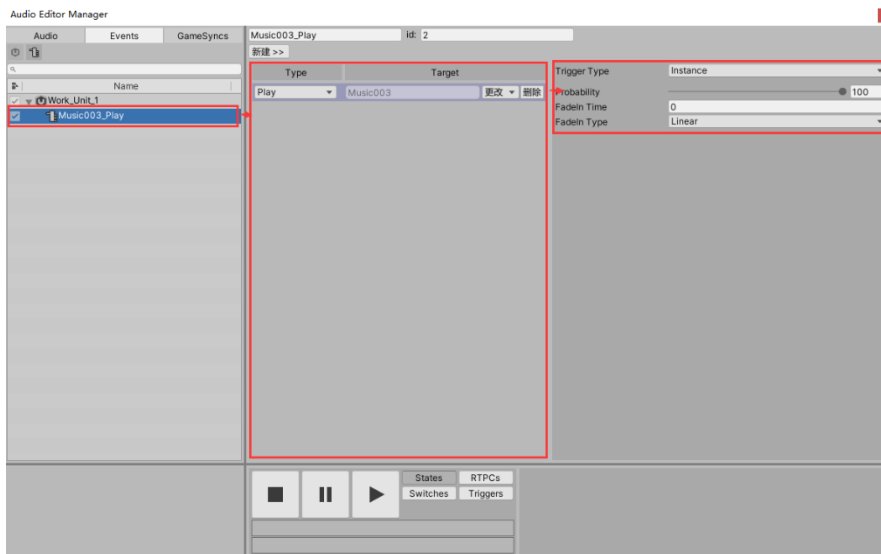 Audio Editor Manager
Audio Events GameSyncs
Music003_Play id: 2
新建 >>
Name
Work_Unit_1
Music003_Play
Type Target
Play Music003 更改 删除
Trigger Type Instance
Probability 100
FadeIn Time 0
FadeIn Type Linear
States RTPCs
Switches Triggers